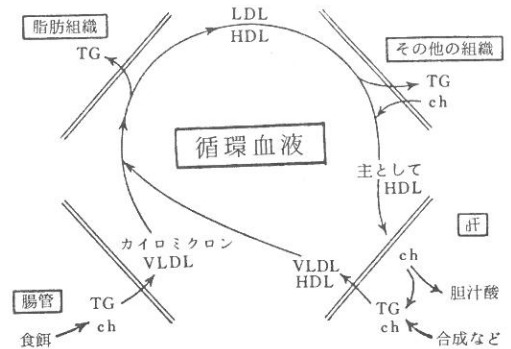 LDL
HDL
脂肪組織
TG
その他の組織
TG
ch
循環血液
主として
HDL
カイロミクロン
VLDL
VLDL
HDL
肝
ch
胆汁酸
腸管
TG
ch
食餌
TG
ch
合成など